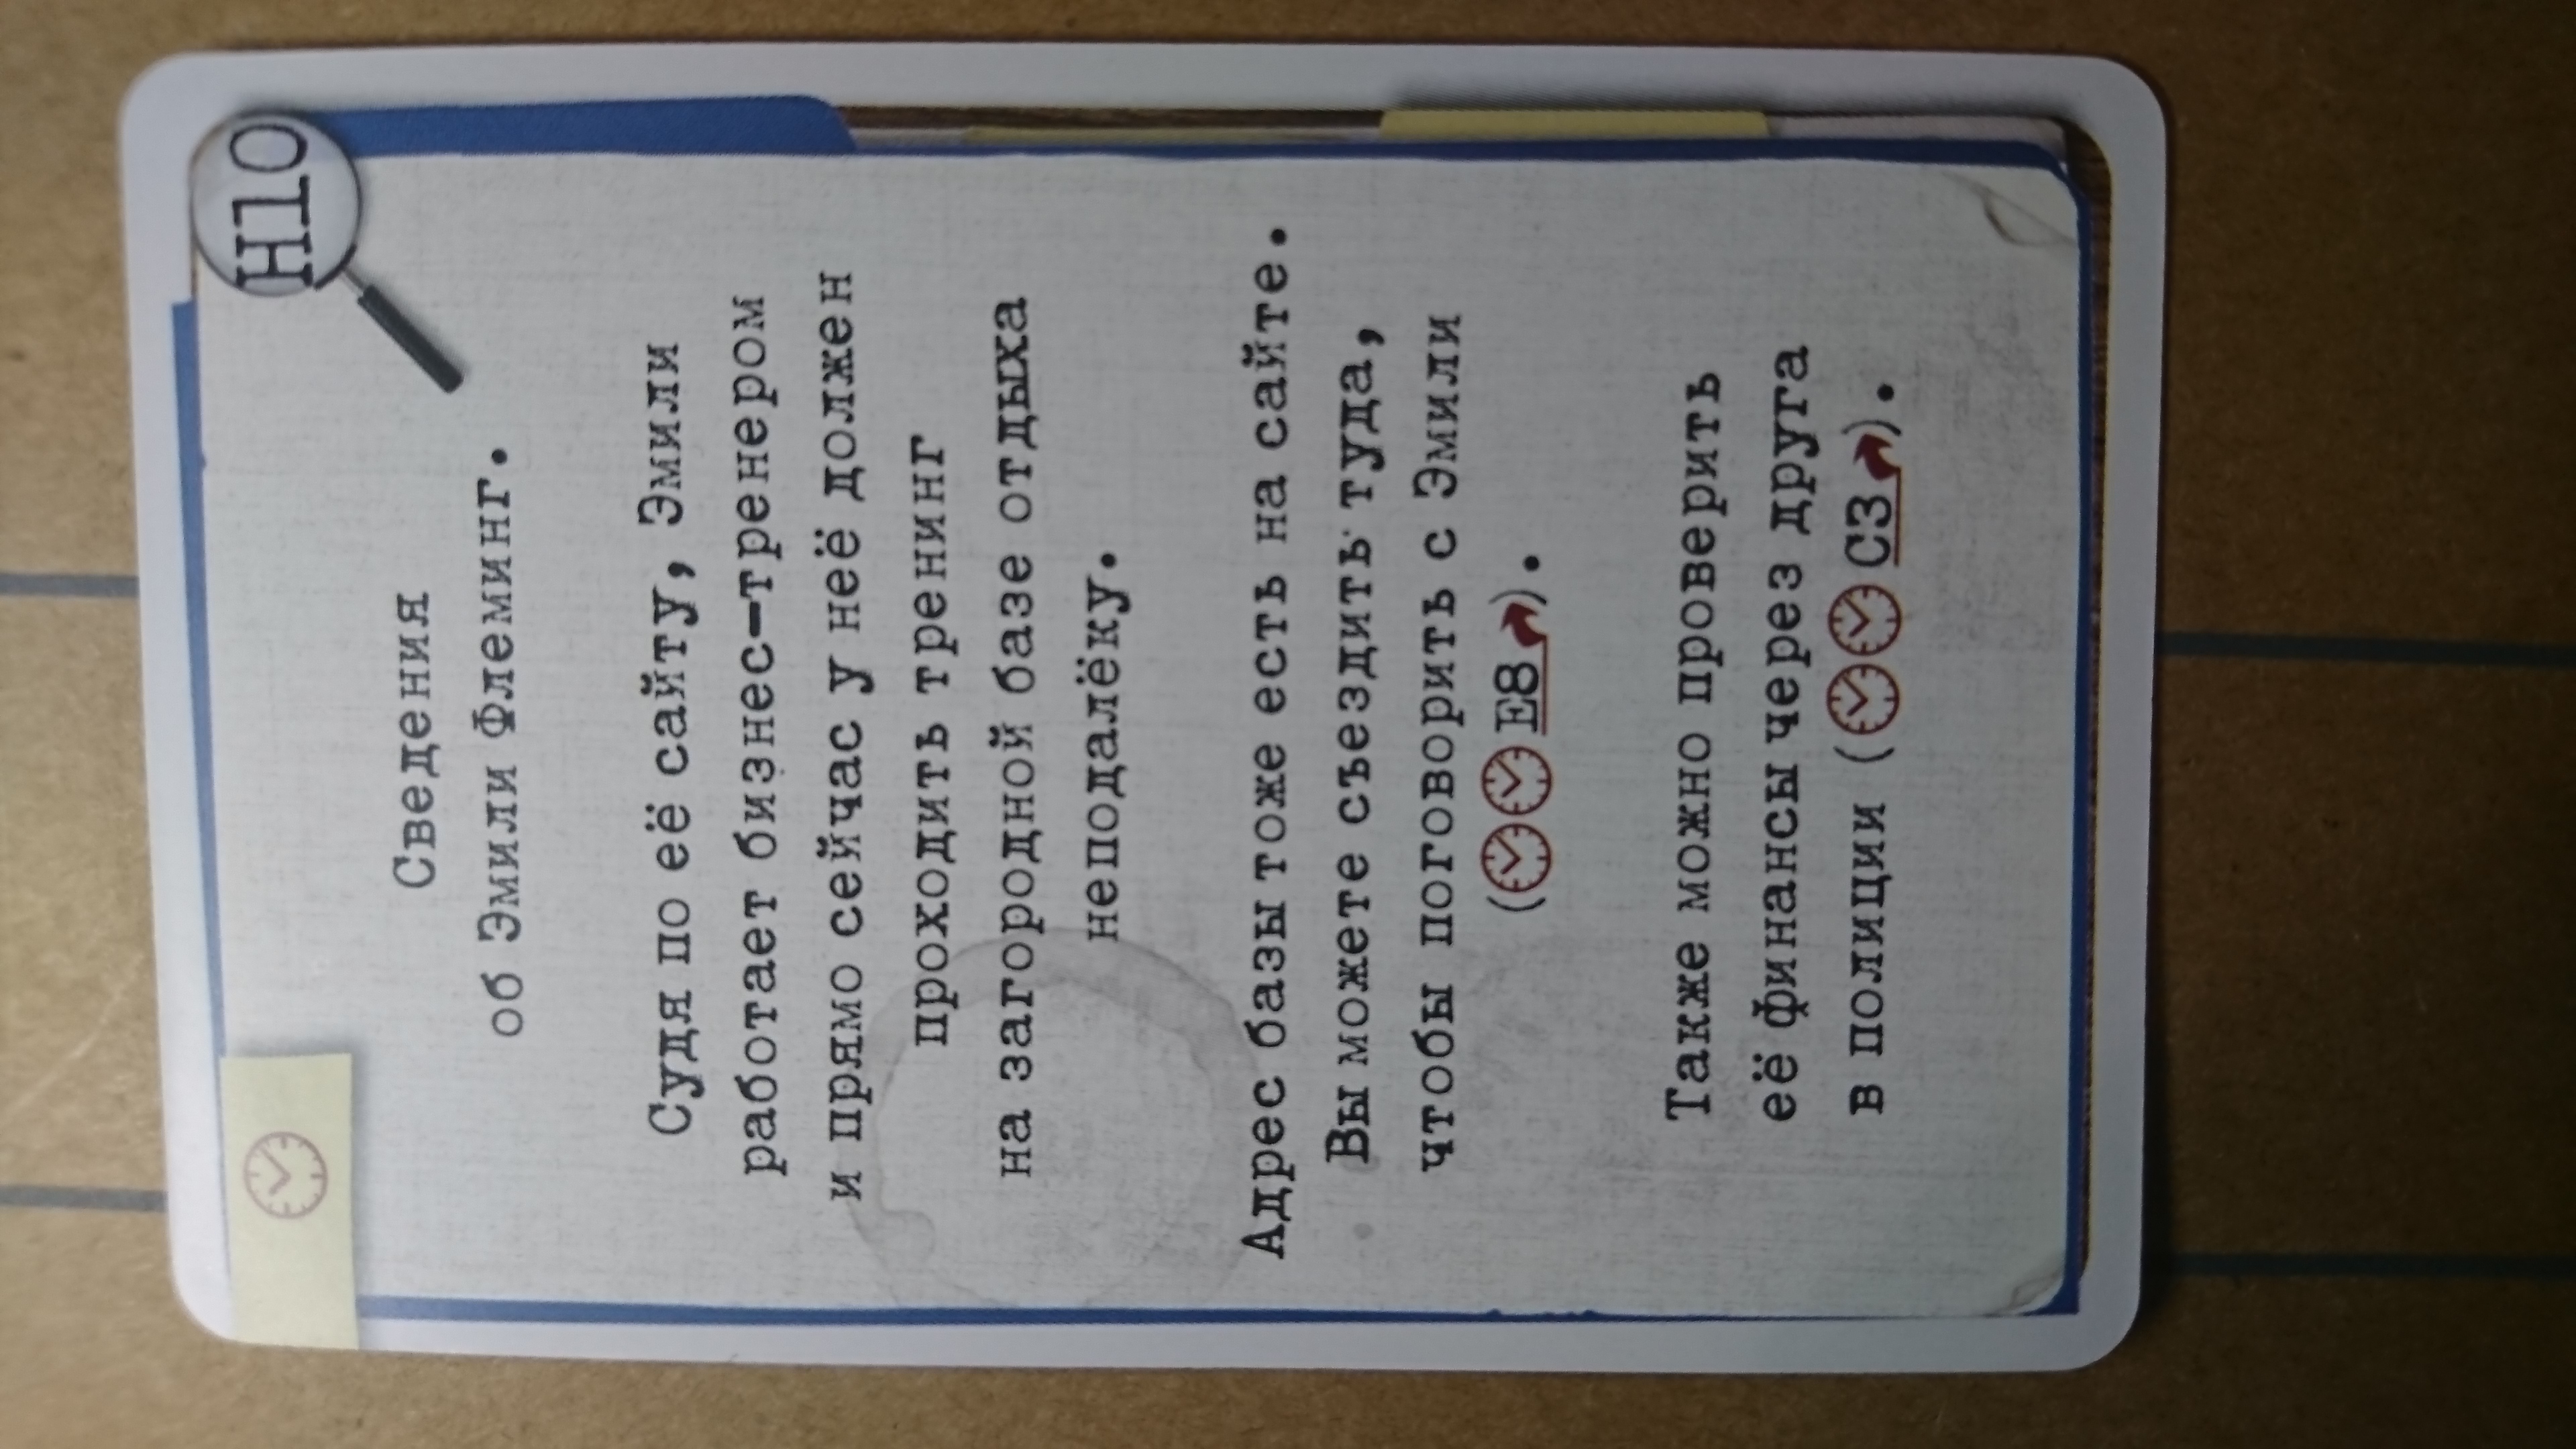 H10
Сведения
об Эмили Флеминг.
Судя по её сайту, Эмили
работает бизнес-тренером
и прямо сейчас у неё должен
проходить тренинг
на загородной базе отдыха
неподалёку.
Адрес базы тоже есть на сайте.
Вы можете съездить туда,
чтобы поговорить с Эмили
(E8).
Также можно проверить
её финансы через друга
в полиции (C3).